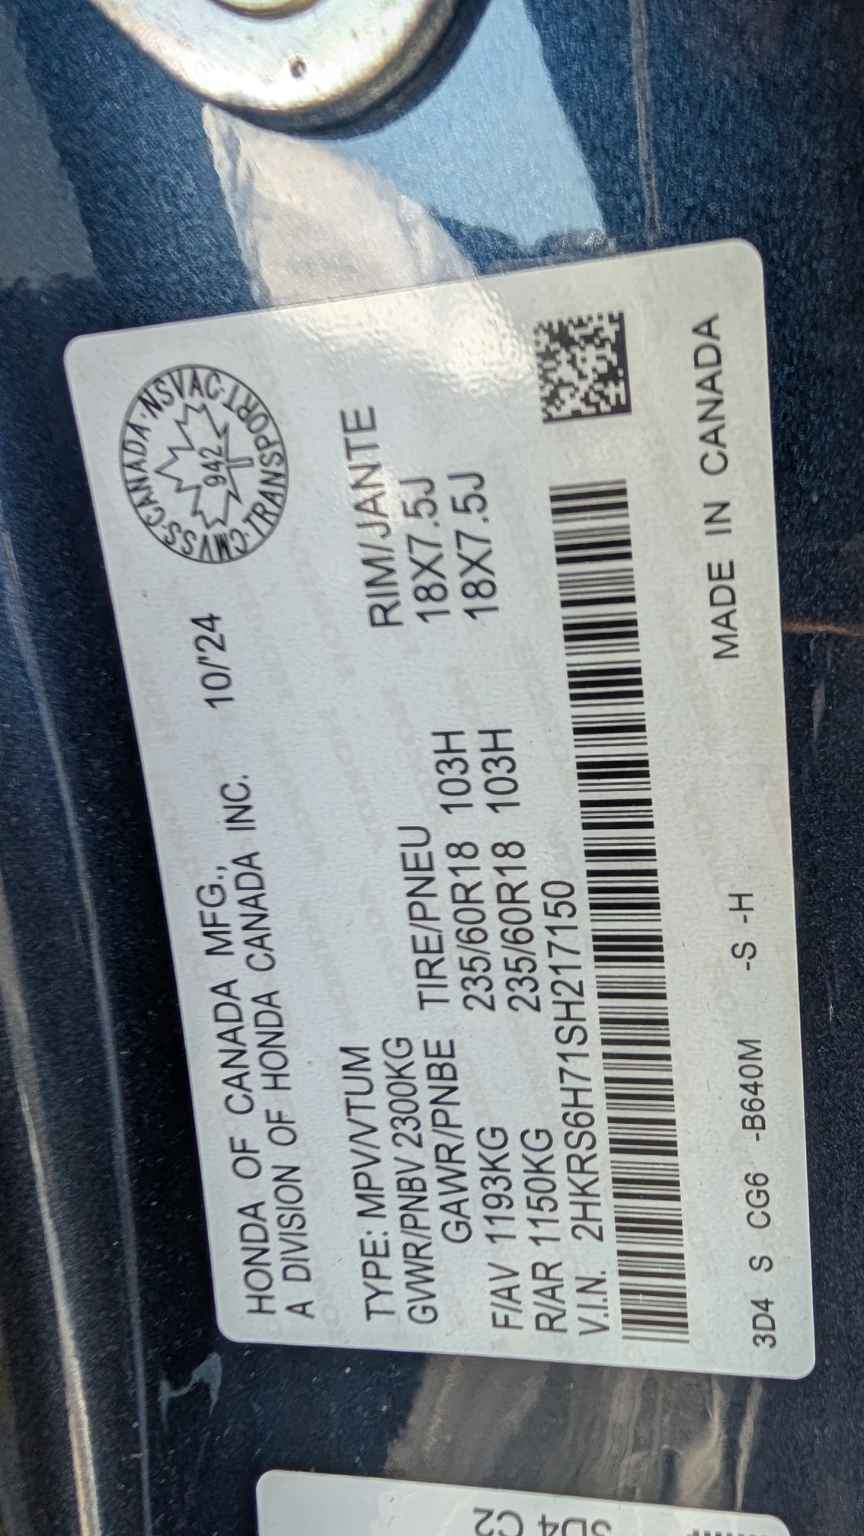 HONDA OF CANADA MFG., 10/'24
A DIVISION OF HONDA CANADA INC.
CMVSS·CANADA·NSVAC·TRANSPORT
942
TYPE: MPV/VTUM
GVWR/PNBV 2300KG
GAWR/PNBE TIRE/PNEU RIM/JANTE
F/AV 1193KG 235/60R18 103H 18X7.5J
R/AR 1150KG 235/60R18 103H 18X7.5J
V.I.N. 2HKRS6H71SH217150
3D4 S CG6 -B640M -S -H MADE IN CANADA